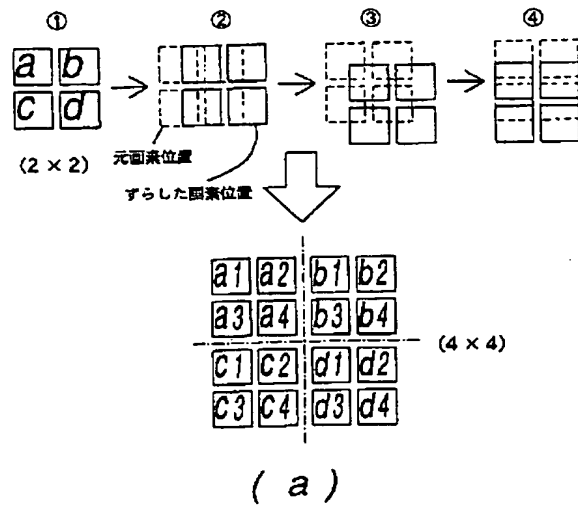 ① ② ③ ④
a b
c d
(2 × 2)
元画素位置
ずらした画素位置
a1 a2 b1 b2
a3 a4 b3 b4
c1 c2 d1 d2
c3 c4 d3 d4
(4 × 4)
(a)